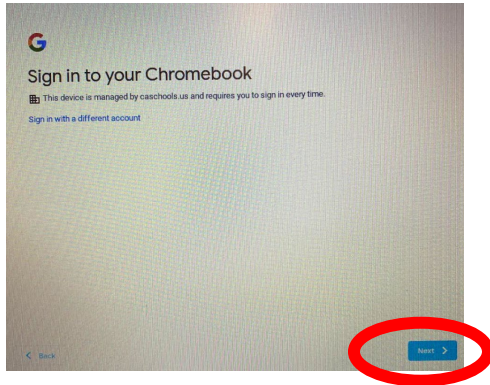 G
Sign in to your Chromebook
This device is managed by caschools.us and requires you to sign in every time.
Sign in with a different account
Back
Next